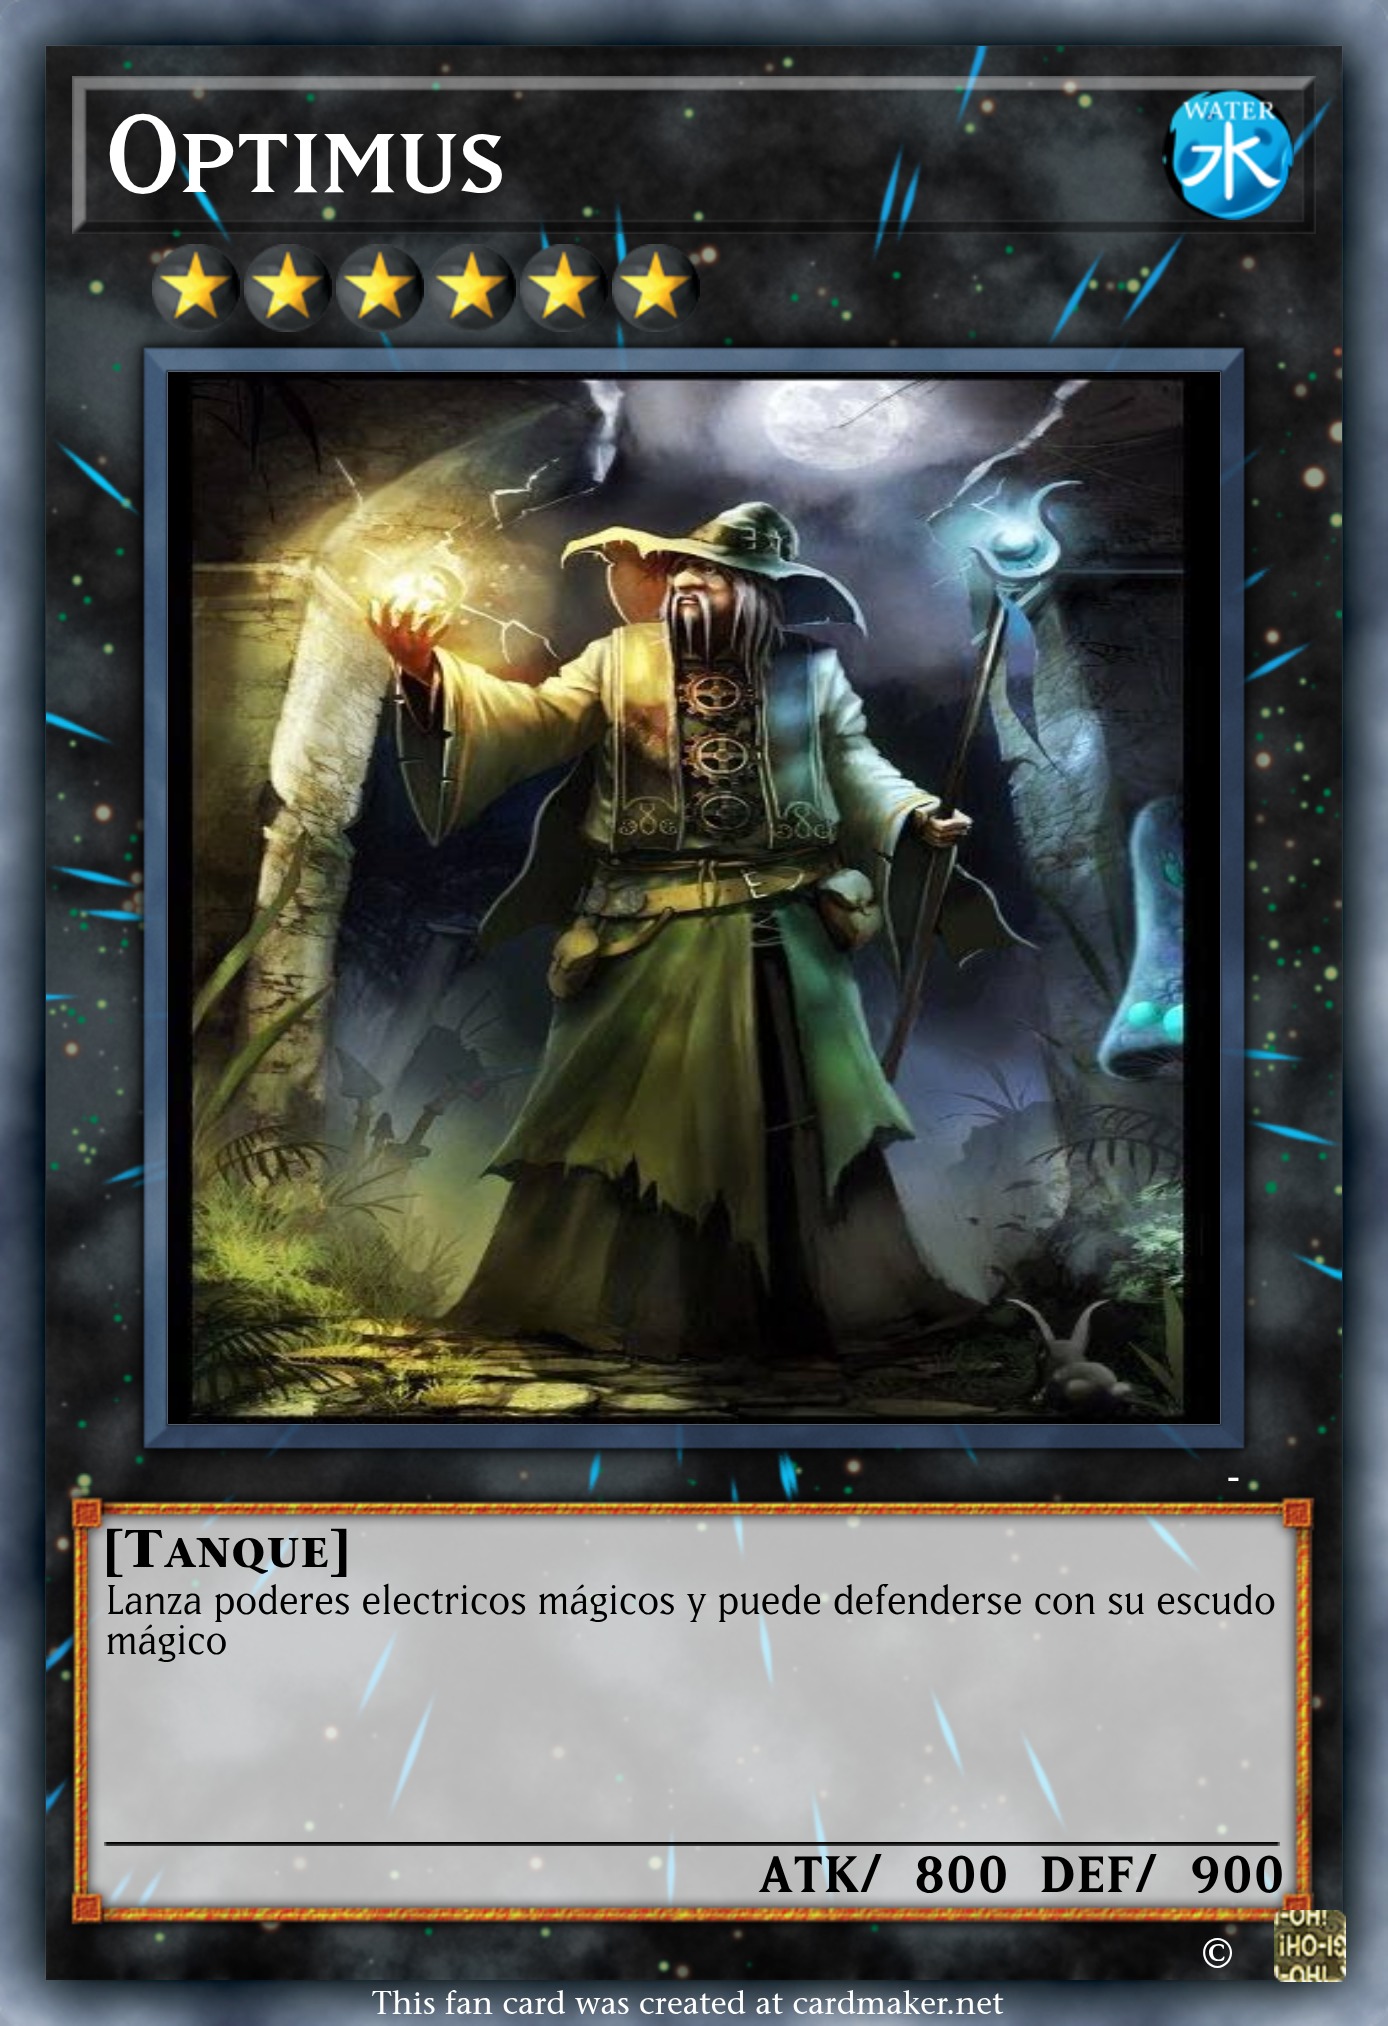 Optimus
WATER
水
-
[Tanque]
Lanza poderes electricos mágicos y puede defenderse con su escudo
mágico
ATK/ 800 DEF/ 900
©
This fan card was created at cardmaker.net